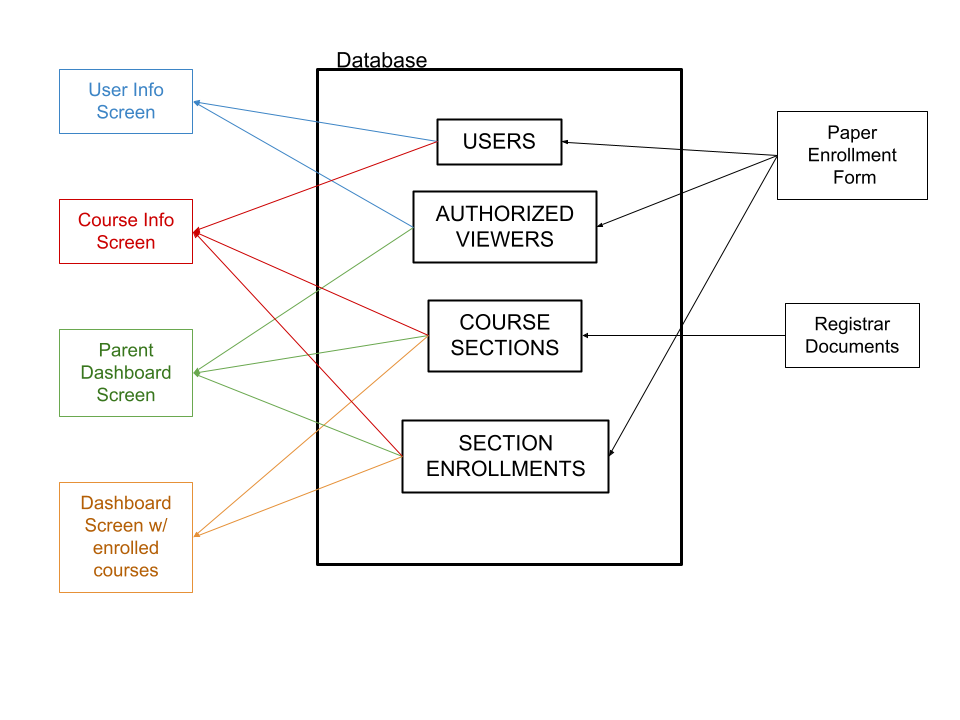 Database
User Info
Screen
Course Info
Screen
Parent
Dashboard
Screen
Dashboard
Screen w/
enrolled
courses
USERS
AUTHORIZED
VIEWERS
COURSE
SECTIONS
SECTION
ENROLLMENTS
Paper
Enrollment
Form
Registrar
Documents